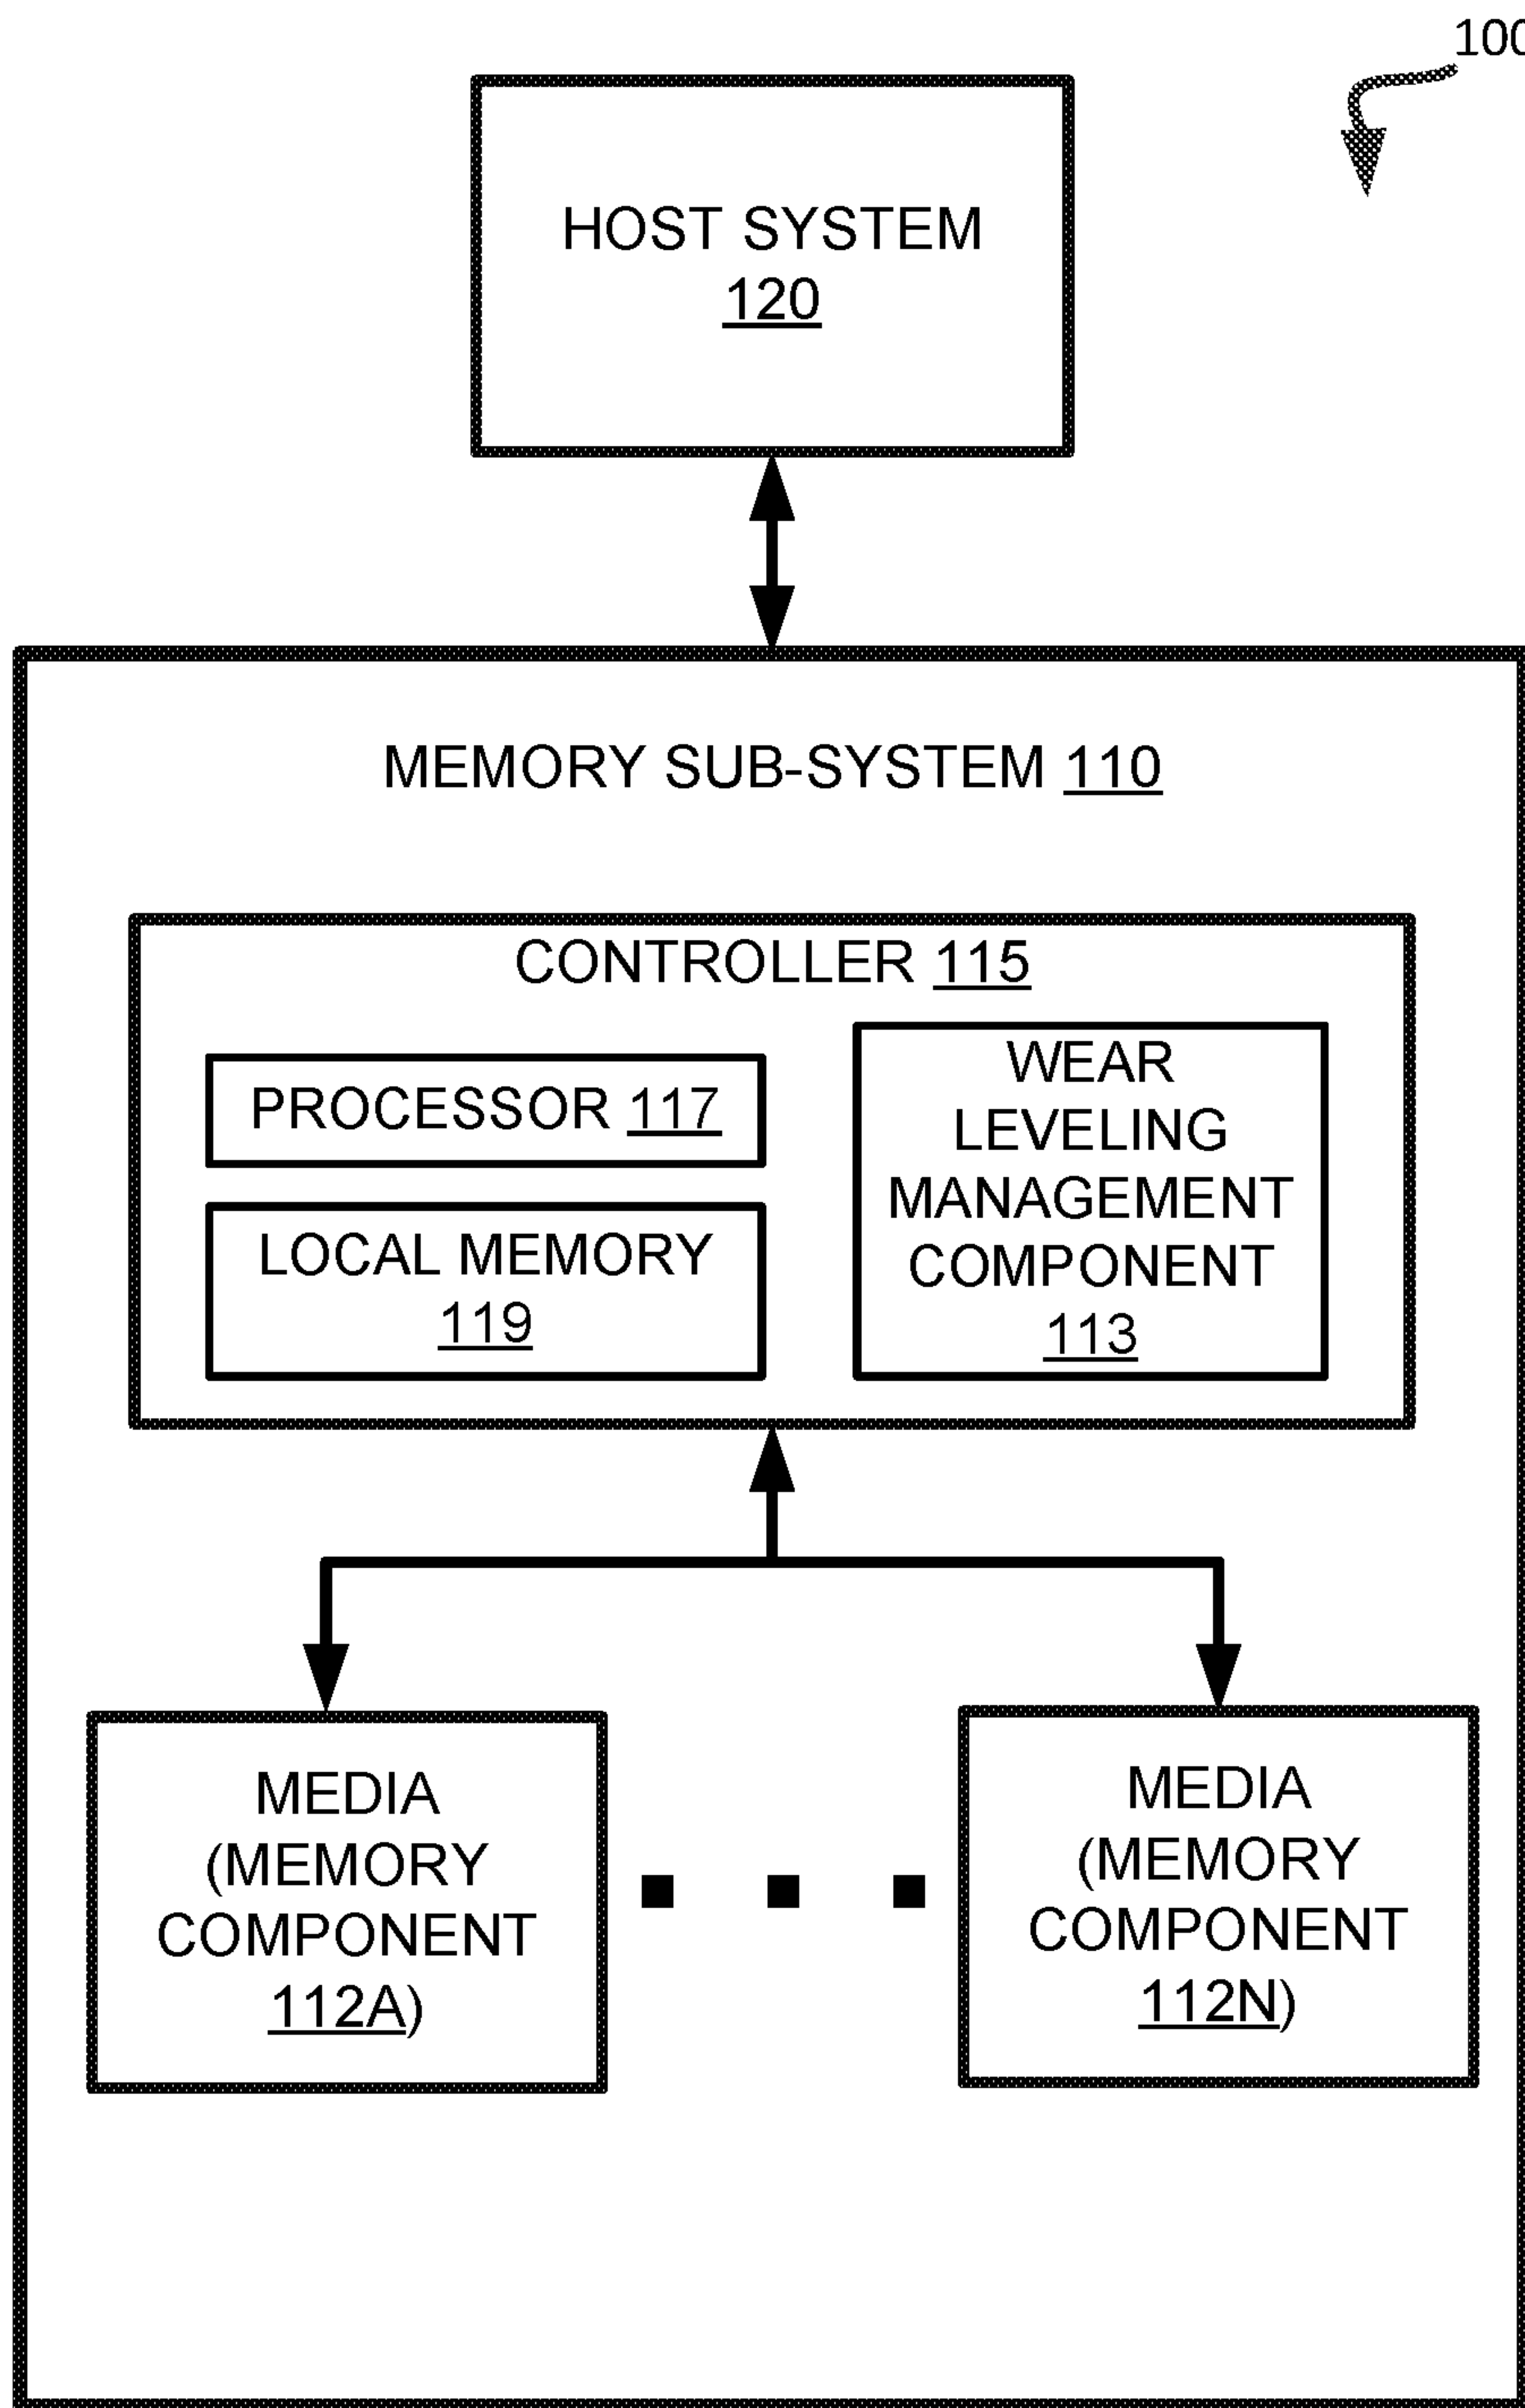 100
HOST SYSTEM
120
MEMORY SUB-SYSTEM 110
CONTROLLER 115
PROCESSOR 117
LOCAL MEMORY
119
WEAR
LEVELING
MANAGEMENT
COMPONENT
113
MEDIA
(MEMORY
COMPONENT
112A)
MEDIA
(MEMORY
COMPONENT
112N)